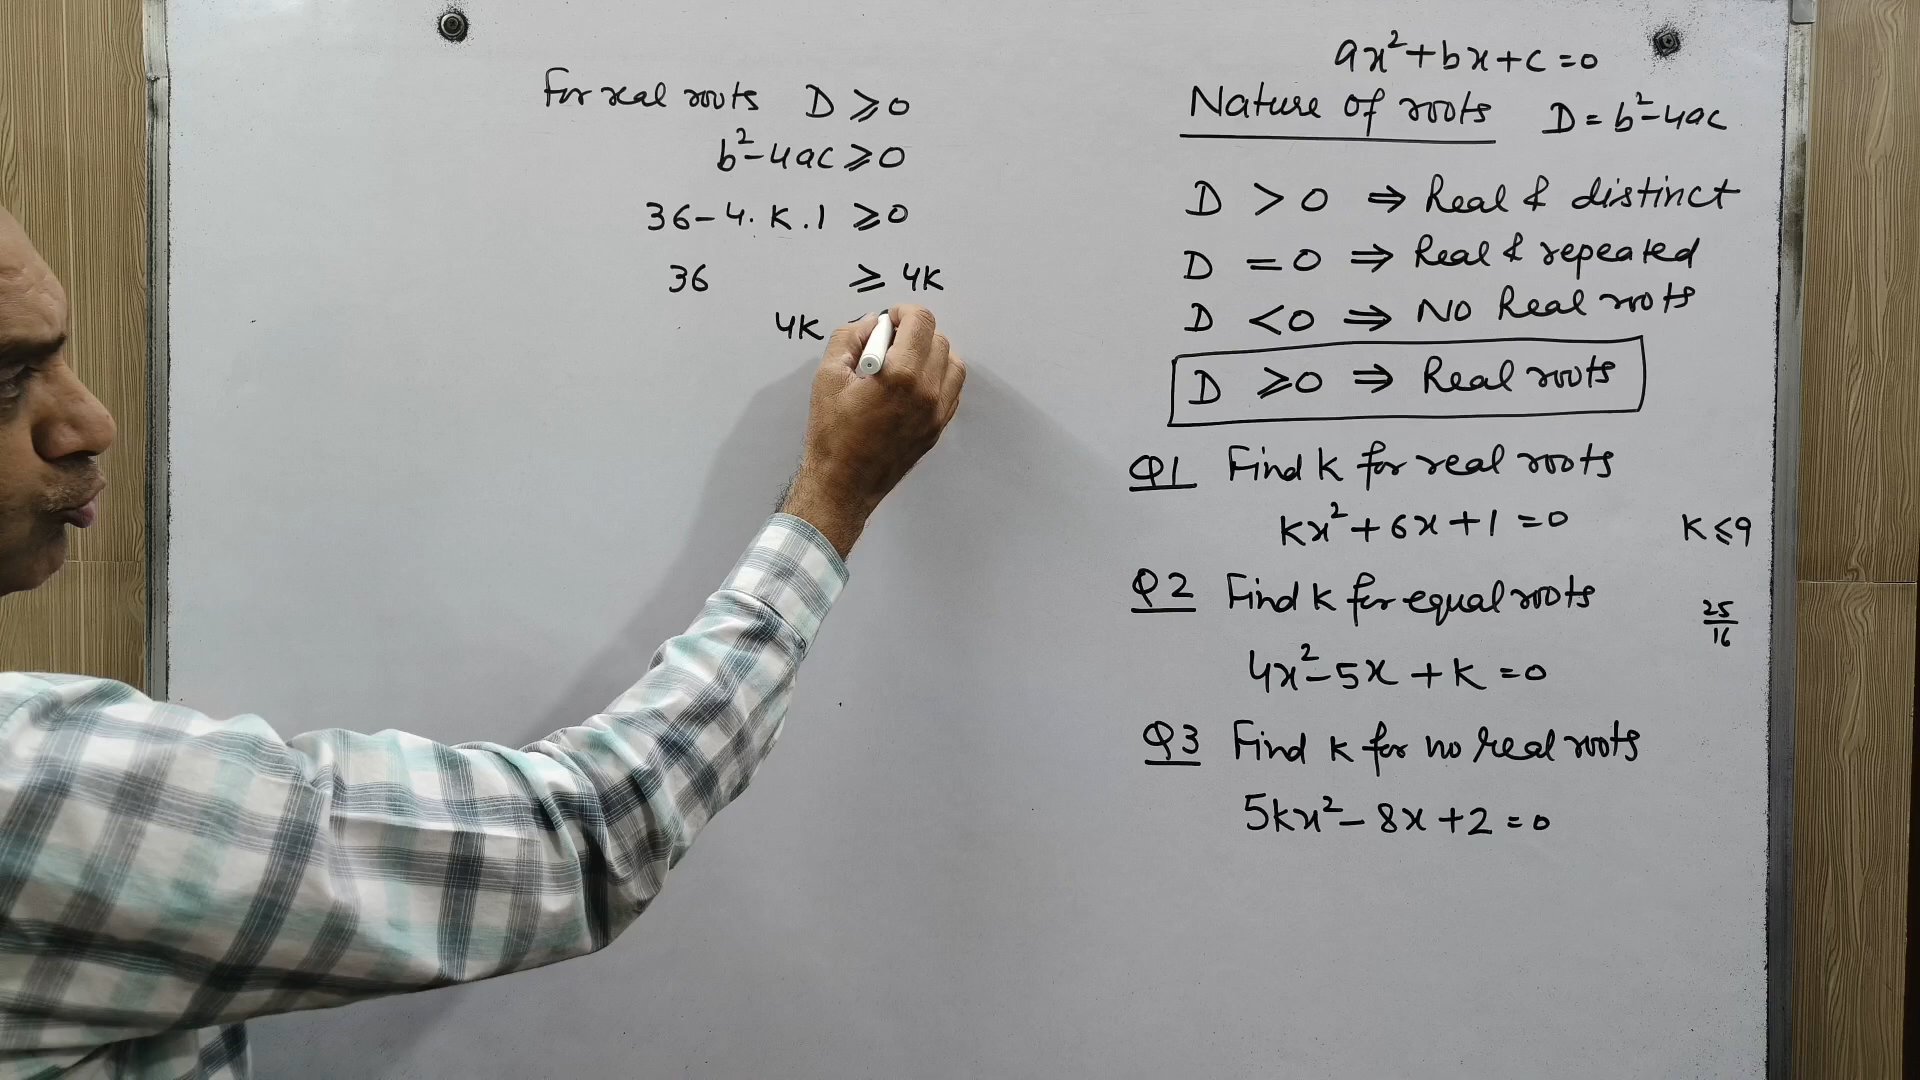 For real roots D ⩾ 0
b² - 4ac ⩾ 0
36 - 4. K . 1 ⩾ 0
36 ⩾ 4K
4K
ax² + bx + c = 0
Nature of roots D = b² - 4ac
D > 0 ⇒ Real & distinct
D = 0 ⇒ Real & repeated
D < 0 ⇒ No Real roots
D ⩾ 0 ⇒ Real roots
Q1 Find K for real roots
Kx² + 6x + 1 = 0 K ⩽ 9
Q2 Find K for equal roots
25/16
4x² - 5x + K = 0
Q3 Find K for no real roots
5Kx² - 8x + 2 = 0